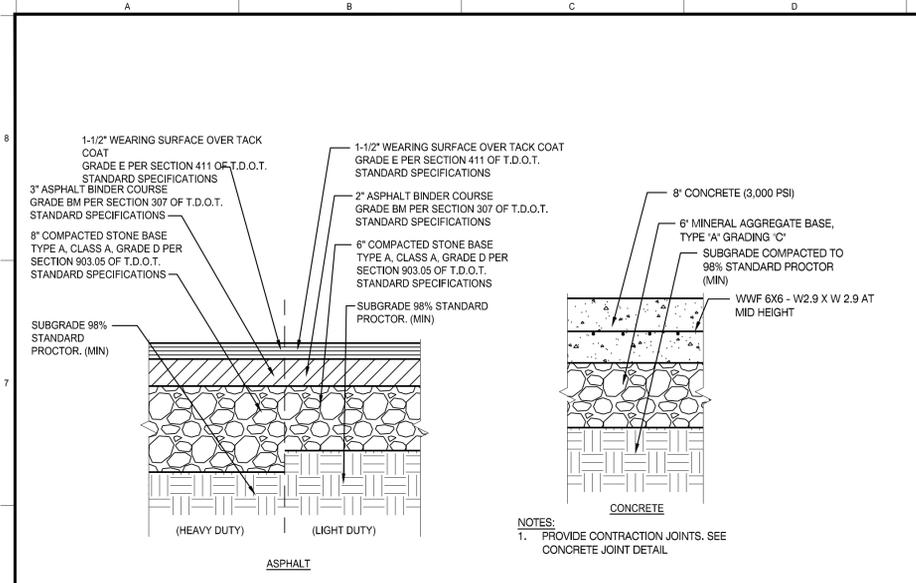 A
B
C
D
8
7
7
1-1/2" WEARING SURFACE OVER TACK
COAT
GRADE E PER SECTION 411 OF T.D.O.T.
STANDARD SPECIFICATIONS
3" ASPHALT BINDER COURSE
GRADE BM PER SECTION 307 OF T.D.O.T.
STANDARD SPECIFICATIONS
8" COMPACTED STONE BASE
TYPE A, CLASS A, GRADE D PER
SECTION 903.05 OF T.D.O.T.
STANDARD SPECIFICATIONS
SUBGRADE 98%
STANDARD
PROCTOR. (MIN)
1-1/2" WEARING SURFACE OVER TACK COAT
GRADE E PER SECTION 411 OF T.D.O.T.
STANDARD SPECIFICATIONS
2" ASPHALT BINDER COURSE
GRADE BM PER SECTION 307 OF T.D.O.T.
STANDARD SPECIFICATIONS
6" COMPACTED STONE BASE
TYPE A, CLASS A, GRADE D PER
SECTION 903.05 OF T.D.O.T.
STANDARD SPECIFICATIONS
SUBGRADE 98% STANDARD
PROCTOR. (MIN)
(HEAVY DUTY)
(LIGHT DUTY)
ASPHALT
8" CONCRETE (3,000 PSI)
6" MINERAL AGGREGATE BASE,
TYPE "A" GRADING "C"
SUBGRADE COMPACTED TO
98% STANDARD PROCTOR
(MIN)
WWF 6X6 - W2.9 X W 2.9 AT
MID HEIGHT
CONCRETE
NOTES:
1. PROVIDE CONTRACTION JOINTS. SEE
CONCRETE JOINT DETAIL